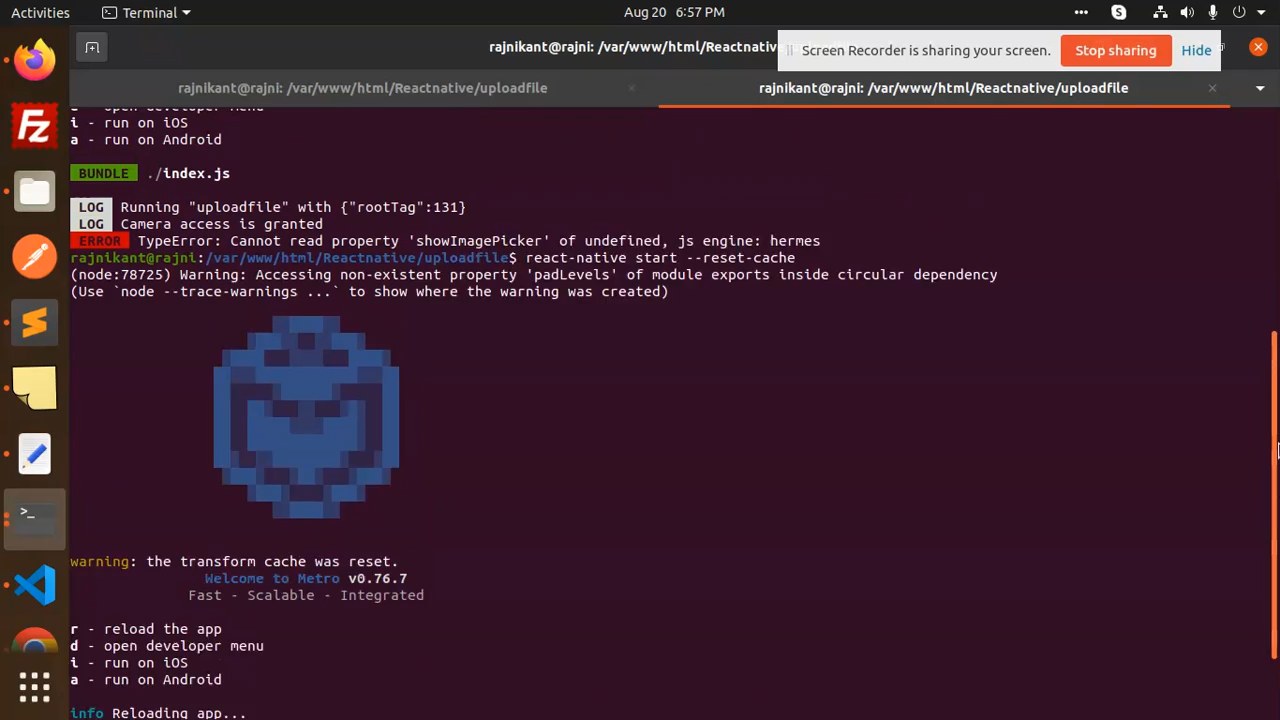 Activities
Terminal
Aug 20 6:57 PM
rajnikant@rajni: /var/www/html/Reactnative/u
Screen Recorder is sharing your screen.
Stop sharing
Hide
rajnikant@rajni: /var/www/html/Reactnative/uploadfile
rajnikant@rajni: /var/www/html/Reactnative/uploadfile
d - open developer menu
i - run on iOS
a - run on Android
BUNDLE ./index.js
LOG Running "uploadfile" with {"rootTag":131}
LOG Camera access is granted
ERROR TypeError: Cannot read property 'showImagePicker' of undefined, js engine: hermes
rajnikant@rajni:/var/www/html/Reactnative/uploadfile$ react-native start --reset-cache
(node:78725) Warning: Accessing non-existent property 'padLevels' of module exports inside circular dependency
(Use `node --trace-warnings ...` to show where the warning was created)
warning: the transform cache was reset.
Welcome to Metro v0.76.7
Fast - Scalable - Integrated
r - reload the app
d - open developer menu
i - run on iOS
a - run on Android
info Reloading app...